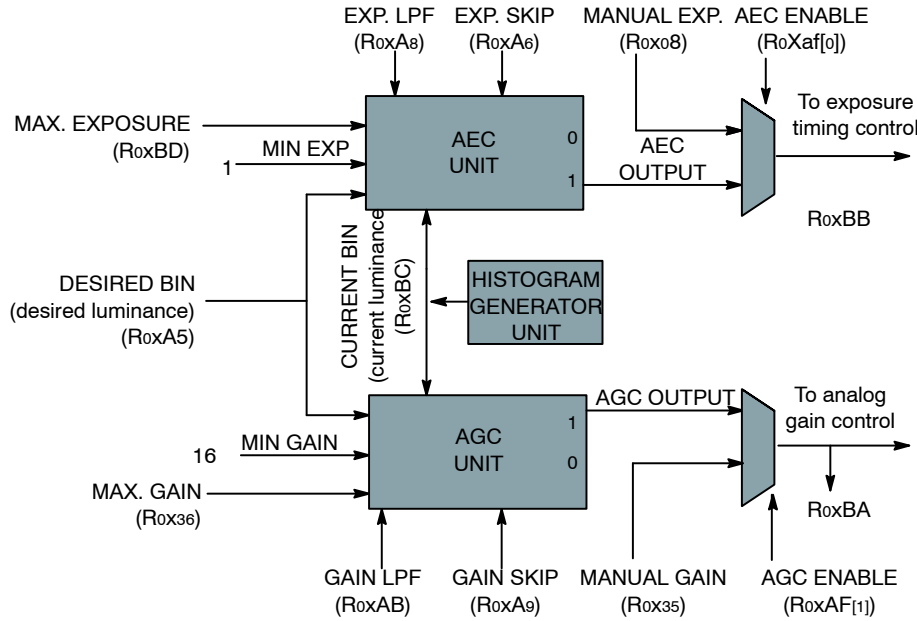 EXP. LPF
(R0xA8)
EXP. SKIP
(R0xA6)
MANUAL EXP.
(R0x08)
AEC ENABLE
(R0Xaf[0])
MAX. EXPOSURE
(R0xBD)
MIN EXP
1
AEC
UNIT
0
1
AEC
OUTPUT
To exposure
timing control
R0xBB
DESIRED BIN
(desired luminance)
(R0xA5)
CURRENT BIN
(current luminance)
(R0xBC)
HISTOGRAM
GENERATOR
UNIT
16
MIN GAIN
MAX. GAIN
(R0x36)
AGC
UNIT
1
0
AGC OUTPUT
To analog
gain control
R0xBA
GAIN LPF
(R0xAB)
GAIN SKIP
(R0xA9)
MANUAL GAIN
(R0x35)
AGC ENABLE
(R0xAF[1])